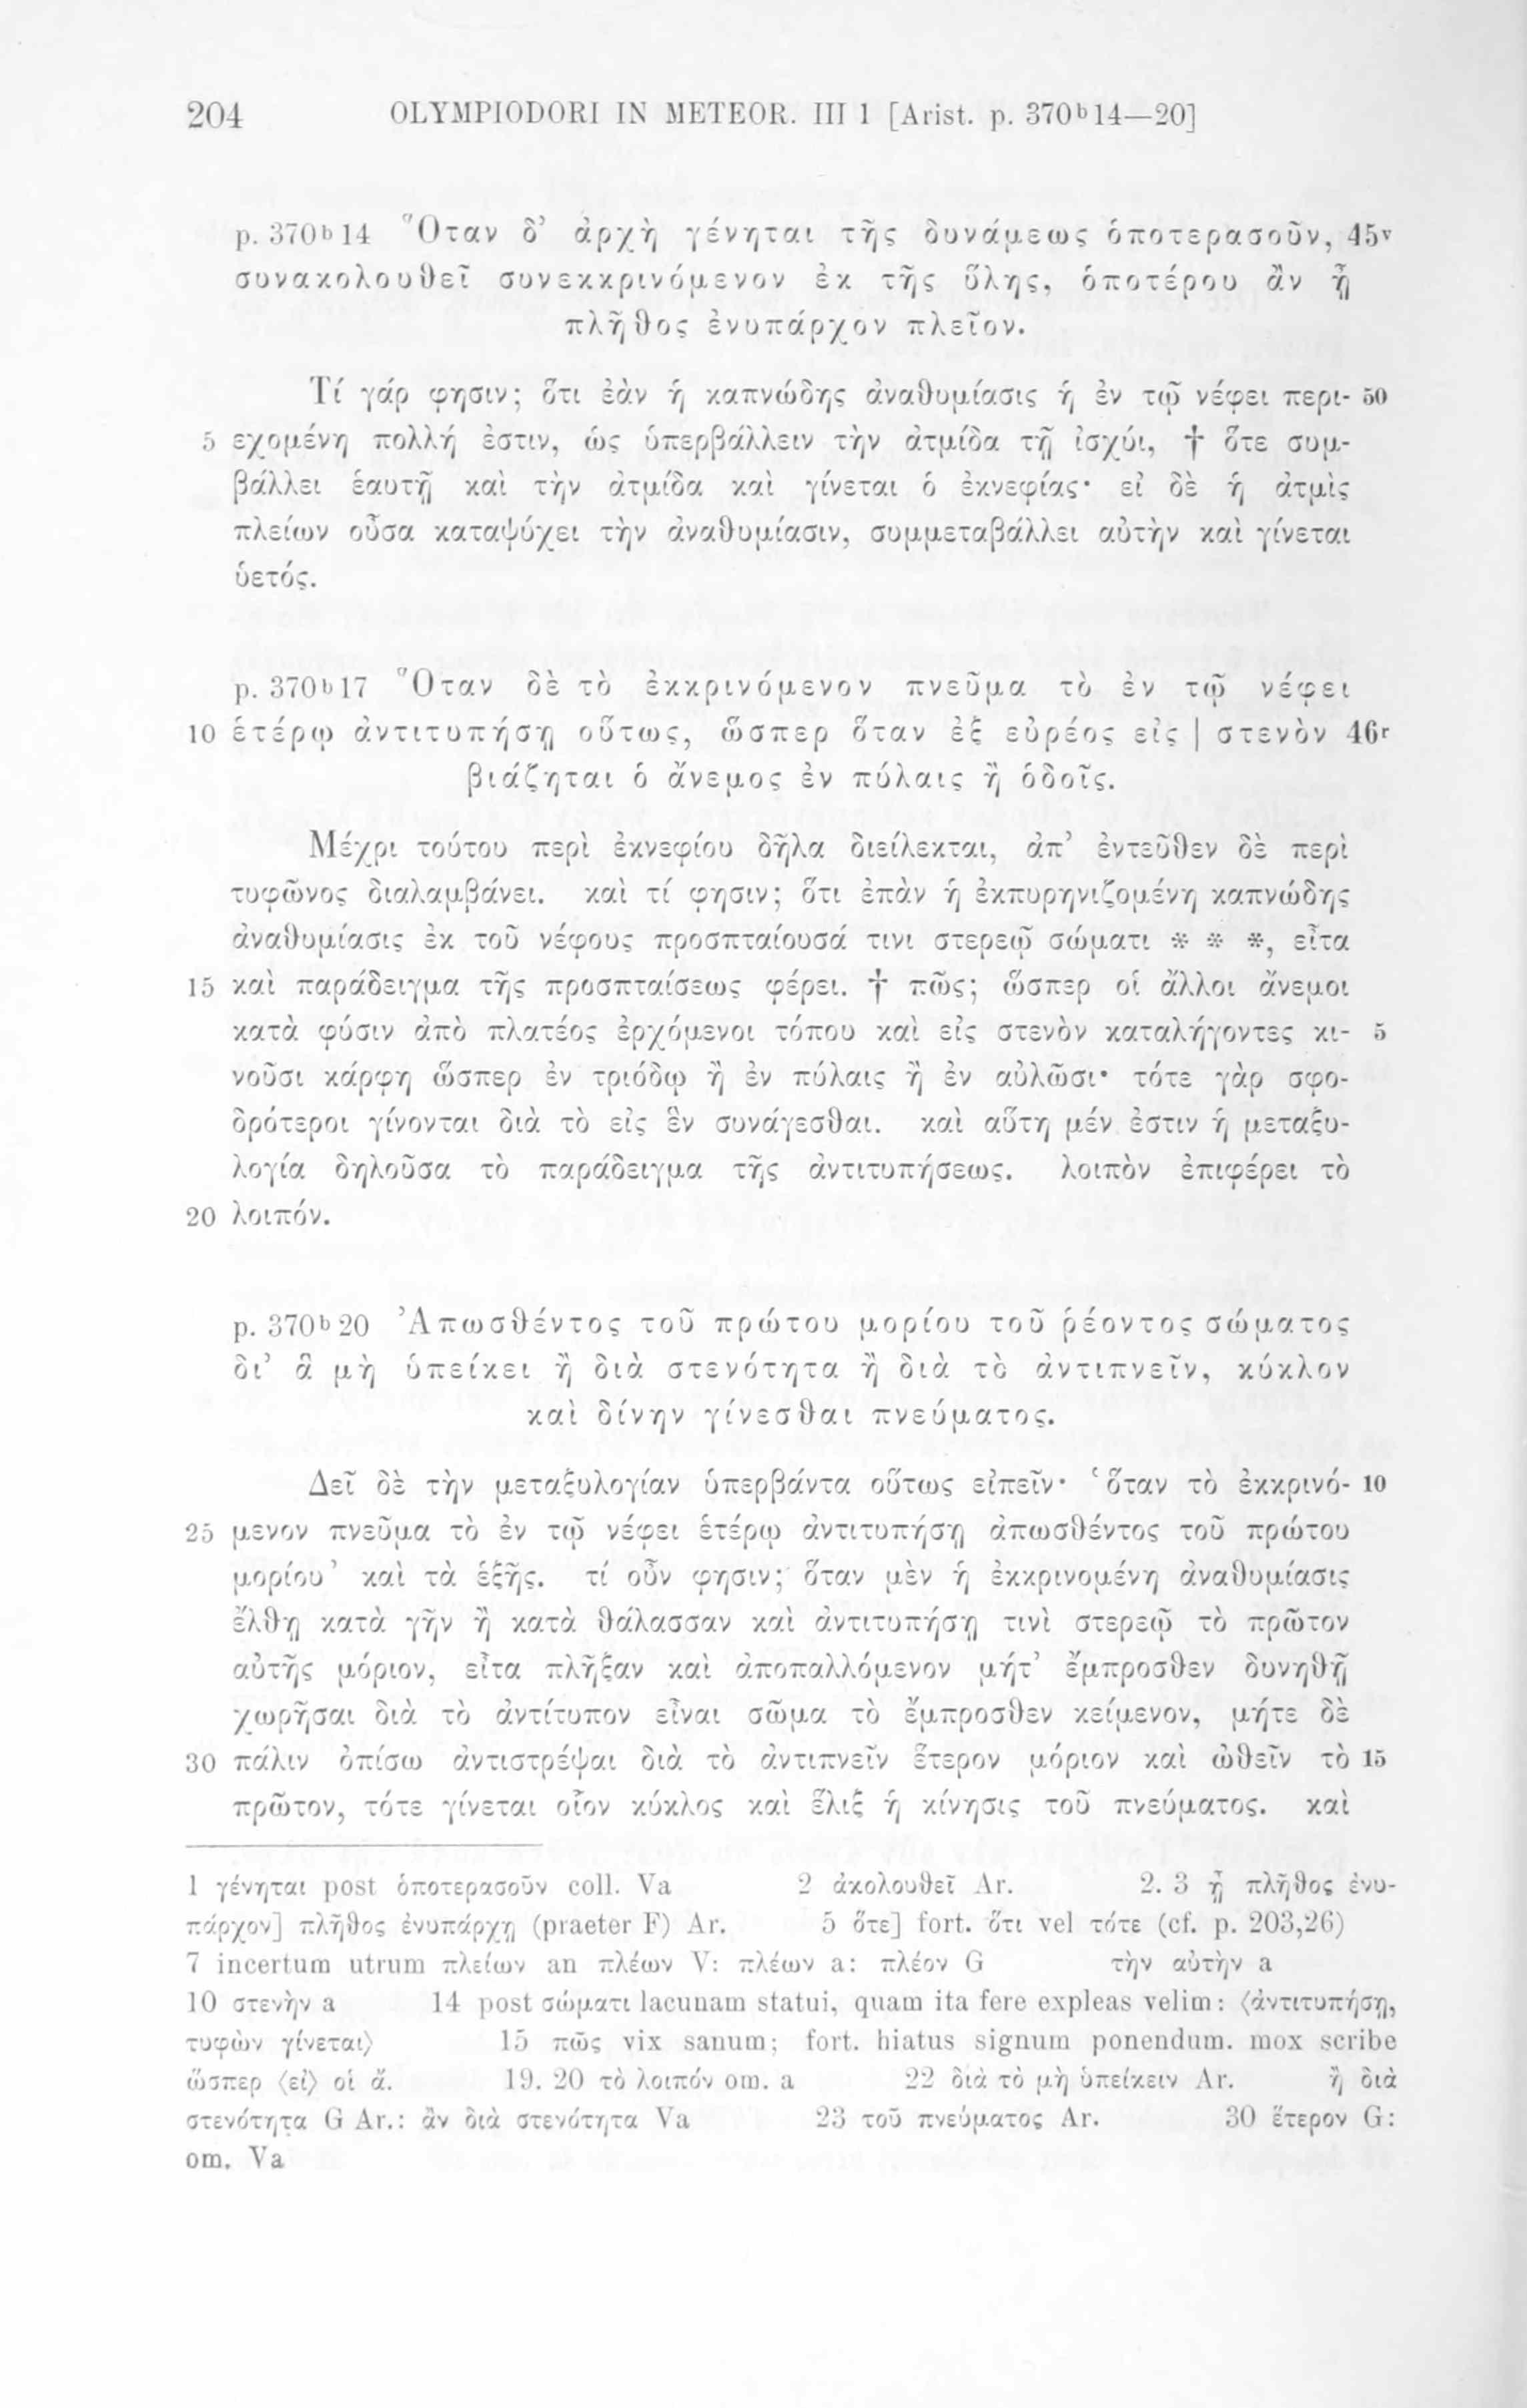 204 OLYMPIODORI IN METEOR. III 1 [Arist. p. 370ᵇ14—20]
p. 370ᵇ14 Ὅταν δ’ ἀρχὴ γένηται τῆς δυνάμεως ὁποτερασοῦν, 45ᵛ
συνακολουθεῖ συνεκκρινόμενον ἐκ τῆς ὕλης, ὁποτέρου ἂν ᾖ
πλῆθος ἐνυπάρχον πλεῖον.
Τί γάρ φησιν; ὅτι ἐὰν ἡ καπνώδης ἀναθυμίασις ἡ ἐν τῷ νέφει περι- 50
5 εχομένη πολλή ἐστιν, ὡς ὑπερβάλλειν τὴν ἀτμίδα τῇ ἰσχύι, † ὅτε συμ-
βάλλει ἑαυτῇ καὶ τὴν ἀτμίδα καὶ γίνεται ὁ ἐκνεφίας· εἰ δὲ ἡ ἀτμὶς
πλείων οὖσα καταψύχει τὴν ἀναθυμίασιν, συμμεταβάλλει αὐτὴν καὶ γίνεται
ὑετός.
p. 370ᵇ17 Ὅταν δὲ τὸ ἐκκρινόμενον πνεῦμα τὸ ἐν τῷ νέφει
10 ἑτέρῳ ἀντιτυπήσῃ οὕτως, ὥσπερ ὅταν ἐξ εὐρέος εἰς | στενὸν 46ʳ
βιάζηται ὁ ἄνεμος ἐν πύλαις ἢ ὁδοῖς.
Μέχρι τούτου περὶ ἐκνεφίου δῆλα διείλεκται, ἀπ’ ἐντεῦθεν δὲ περὶ
τυφῶνος διαλαμβάνει. καὶ τί φησιν; ὅτι ἐπὰν ἡ ἐκπυρηνιζομένη καπνώδης
ἀναθυμίασις ἐκ τοῦ νέφους προσπταίουσά τινι στερεῷ σώματι * * *, εἶτα
15 καὶ παράδειγμα τῆς προσπταίσεως φέρει. † πῶς; ὥσπερ οἱ ἄλλοι ἄνεμοι
κατὰ φύσιν ἀπὸ πλατέος ἐρχόμενοι τόπου καὶ εἰς στενὸν καταλήγοντες κι- 5
νοῦσι κάρφη ὥσπερ ἐν τριόδῳ ἢ ἐν πύλαις ἢ ἐν αὐλῶσι· τότε γὰρ σφο-
δρότεροι γίνονται διὰ τὸ εἰς ἓν συνάγεσθαι. καὶ αὕτη μέν ἐστιν ἡ μεταξυ-
λογία δηλοῦσα τὸ παράδειγμα τῆς ἀντιτυπήσεως. λοιπὸν ἐπιφέρει τὸ
20 λοιπόν.
p. 370ᵇ20 Ἀπωσθέντος τοῦ πρώτου μορίου τοῦ ῥέοντος σώματος
δι’ ἃ μὴ ὑπείκει ἢ διὰ στενότητα ἢ διὰ τὸ ἀντιπνεῖν, κύκλον
καὶ δίνην γίνεσθαι πνεύματος.
Δεῖ δὲ τὴν μεταξυλογίαν ὑπερβάντα οὕτως εἰπεῖν· ‘ὅταν τὸ ἐκκρινό- 10
25 μενον πνεῦμα τὸ ἐν τῷ νέφει ἑτέρῳ ἀντιτυπήσῃ ἀπωσθέντος τοῦ πρώτου
μορίου’ καὶ τὰ ἑξῆς. τί οὖν φησιν; ὅταν μὲν ἡ ἐκκρινομένη ἀναθυμίασις
ἔλθῃ κατὰ γῆν ἢ κατὰ θάλασσαν καὶ ἀντιτυπήσῃ τινὶ στερεῷ τὸ πρῶτον
αὐτῆς μόριον, εἶτα πλῆξαν καὶ ἀποπαλλόμενον μήτ’ ἔμπροσθεν δυνηθῇ
χωρῆσαι διὰ τὸ ἀντίτυπον εἶναι σῶμα τὸ ἔμπροσθεν κείμενον, μήτε δὲ
30 πάλιν ὀπίσω ἀντιστρέψαι διὰ τὸ ἀντιπνεῖν ἕτερον μόριον καὶ ὠθεῖν τὸ 15
πρῶτον, τότε γίνεται οἷον κύκλος καὶ ἕλιξ ἡ κίνησις τοῦ πνεύματος. καὶ
1 γένηται post ὁποτερασοῦν coll. Va 2 ἀκολουθεῖ Ar. 2. 3 ᾖ πλῆθος ἐνυ-
πάρχον] πλῆθος ἐνυπάρχῃ (praeter F) Ar. 5 ὅτε] fort. ὅτι vel τότε (cf. p. 203,26)
7 incertum utrum πλείων an πλέων V: πλέων a: πλέον G τὴν αὐτὴν a
10 στενὴν a 14 post σώματι lacunam statui, quam ita fere expleas velim: ⟨ἀντιτυπήσῃ,
τυφὼν γίνεται⟩ 15 πῶς vix sanum; fort. hiatus signum ponendum. mox scribe
ὥσπερ ⟨εἰ⟩ οἱ ἄ. 19. 20 τὸ λοιπόν om. a 22 διὰ τὸ μὴ ὑπείκειν Ar. ἢ διὰ
στενότητα G Ar.: ἂν διὰ στενότητα Va 23 τοῦ πνεύματος Ar. 30 ἕτερον G:
om. Va